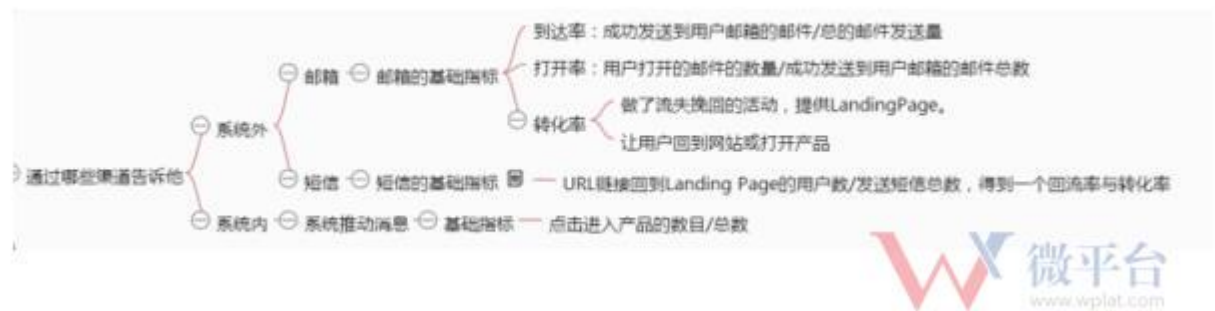 到达率：成功发送到用户邮箱的邮件/总的邮件发送量
邮箱
邮箱的基础指标
打开率：用户打开的邮件的数量/成功发送到用户邮箱的邮件总数
做了流失挽回的活动，提供LandingPage。
转化率
系统外
让用户回到网站或打开产品
通过哪些渠道告诉他
短信
短信的基础指标
URL链接回到Landing Page的用户数/发送短信总数，得到一个回流率与转化率
系统内
系统推动消息
基础指标
点击进入产品的数目/总数
微平台
www.wplat.com